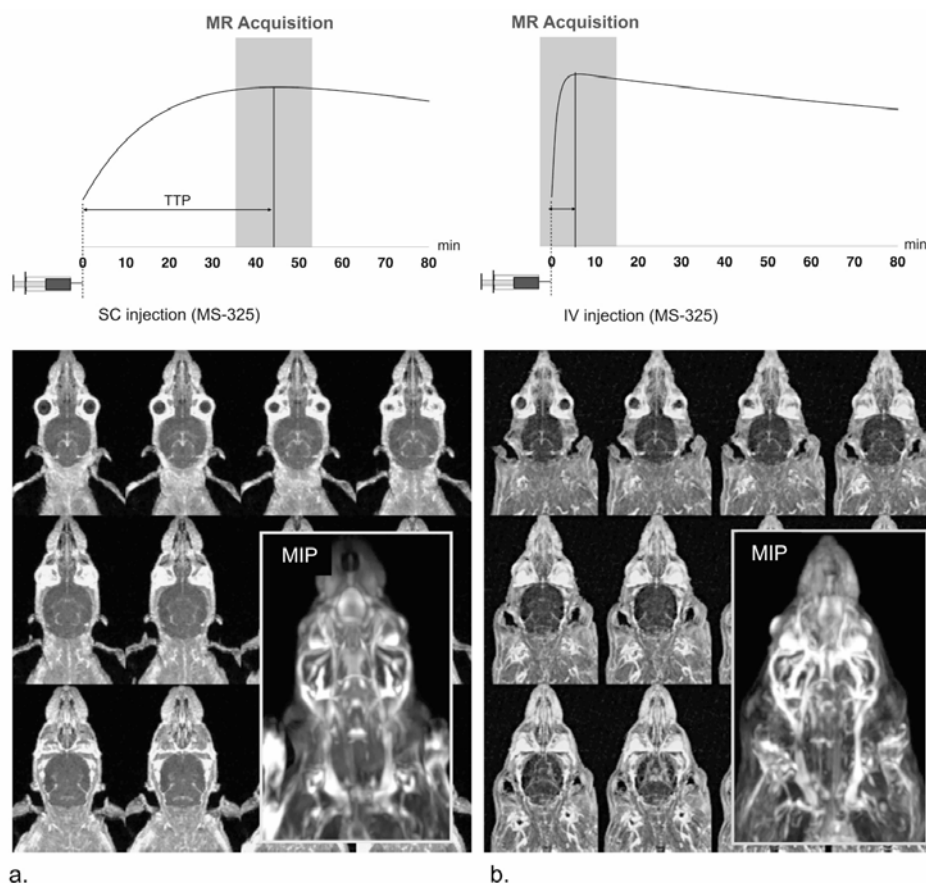 MR Acquisition
TTP
min
0 10 20 30 40 50 60 70 80
SC injection (MS-325)
MR Acquisition
min
0 10 20 30 40 50 60 70 80
IV injection (MS-325)
MIP
MIP
a.
b.